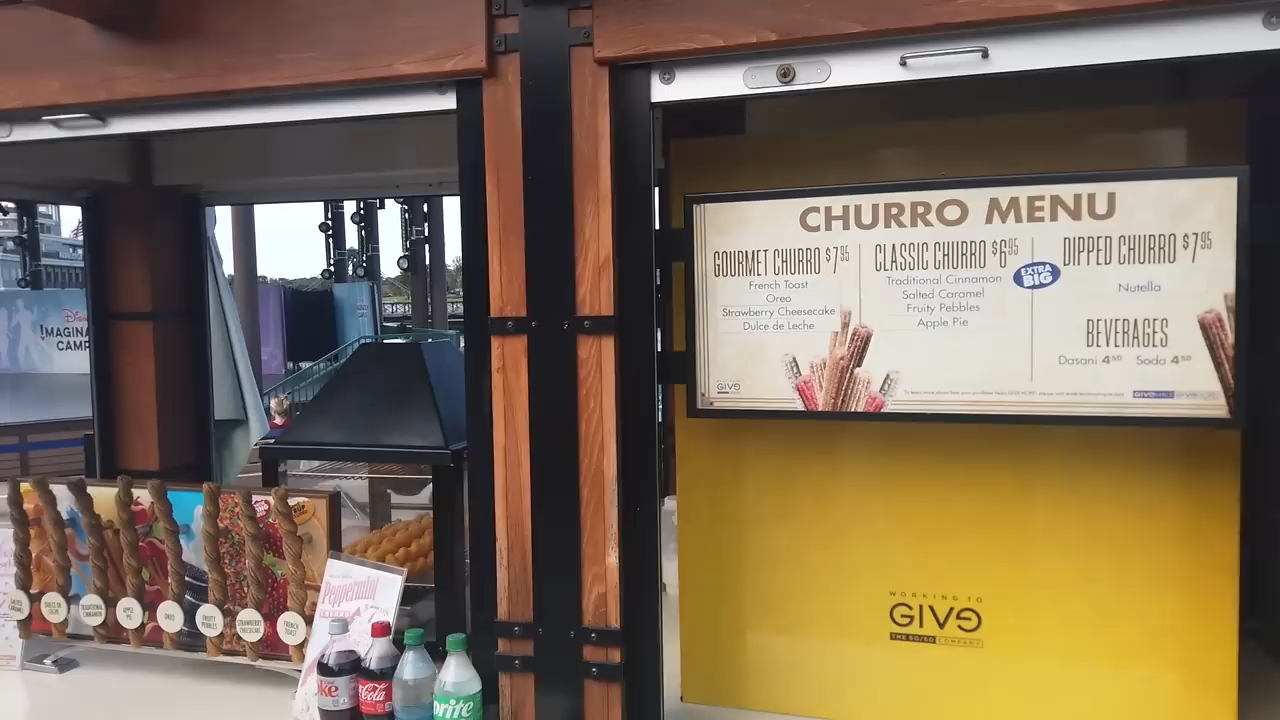 CHURRO MENU
GOURMET CHURRO $7 95
French Toast
Oreo
Strawberry Cheesecake
Dulce de Leche
CLASSIC CHURRO $6 95
Traditional Cinnamon
Salted Caramel
Fruity Pebbles
Apple Pie
EXTRA
BIG
DIPPED CHURRO $7 95
Nutella
BEVERAGES
Dasani 4 50 Soda 4 50
GIVE
WORKING TO
GIVE
THE 50/50 COMPANY
Disney
IMAGINA
CAMP
SALTED
CARAMEL
DULCE DE
LECHE
TRADITIONAL
CINNAMON
APPLE
PIE
OREO
FRUITY
PEBBLES
STRAWBERRY
CHEESECAKE
FRENCH
TOAST
Peppermint
ke
Coca-Cola
prite